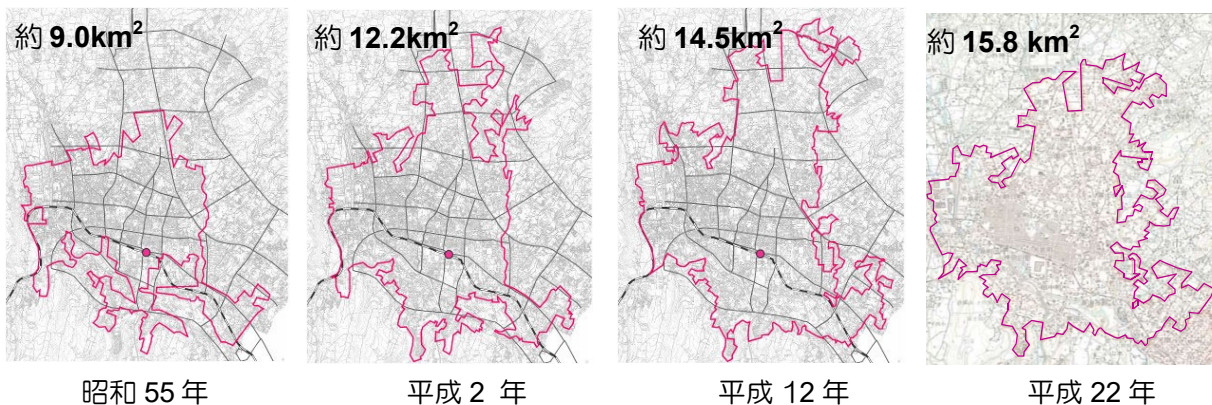 約 9.0km²
約 12.2km²
約 14.5km²
約 15.8 km²
昭和 55 年
平成 2 年
平成 12 年
平成 22 年